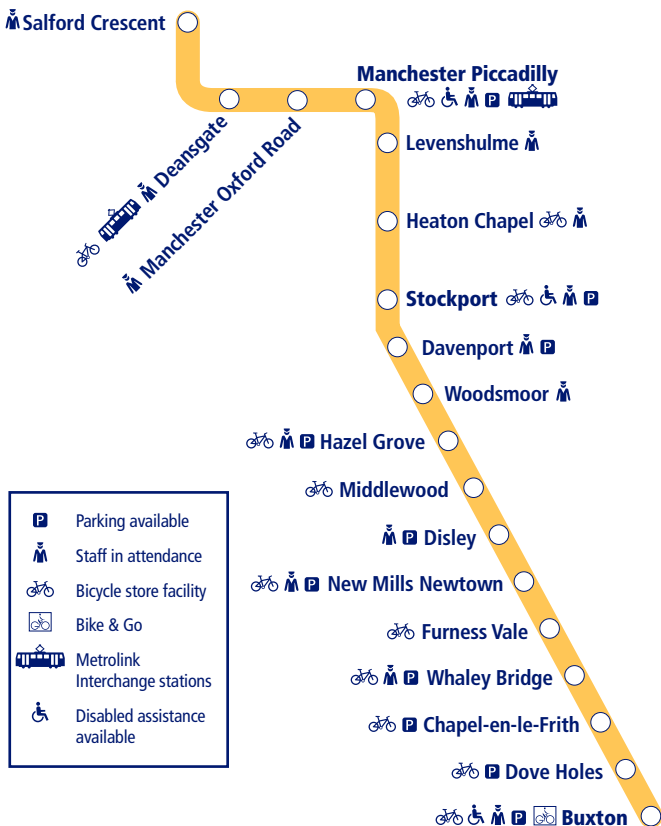 Salford Crescent
Manchester Piccadilly
P
Deansgate
Manchester Oxford Road
Levenshulme
Heaton Chapel
Stockport P
Davenport P
Woodsmoor
P Hazel Grove
Middlewood
P Disley
P New Mills Newtown
Furness Vale
P Whaley Bridge
P Chapel-en-le-Frith
P Dove Holes
P Buxton
P Parking available
Staff in attendance
Bicycle store facility
Bike & Go
Metrolink
Interchange stations
Disabled assistance
available